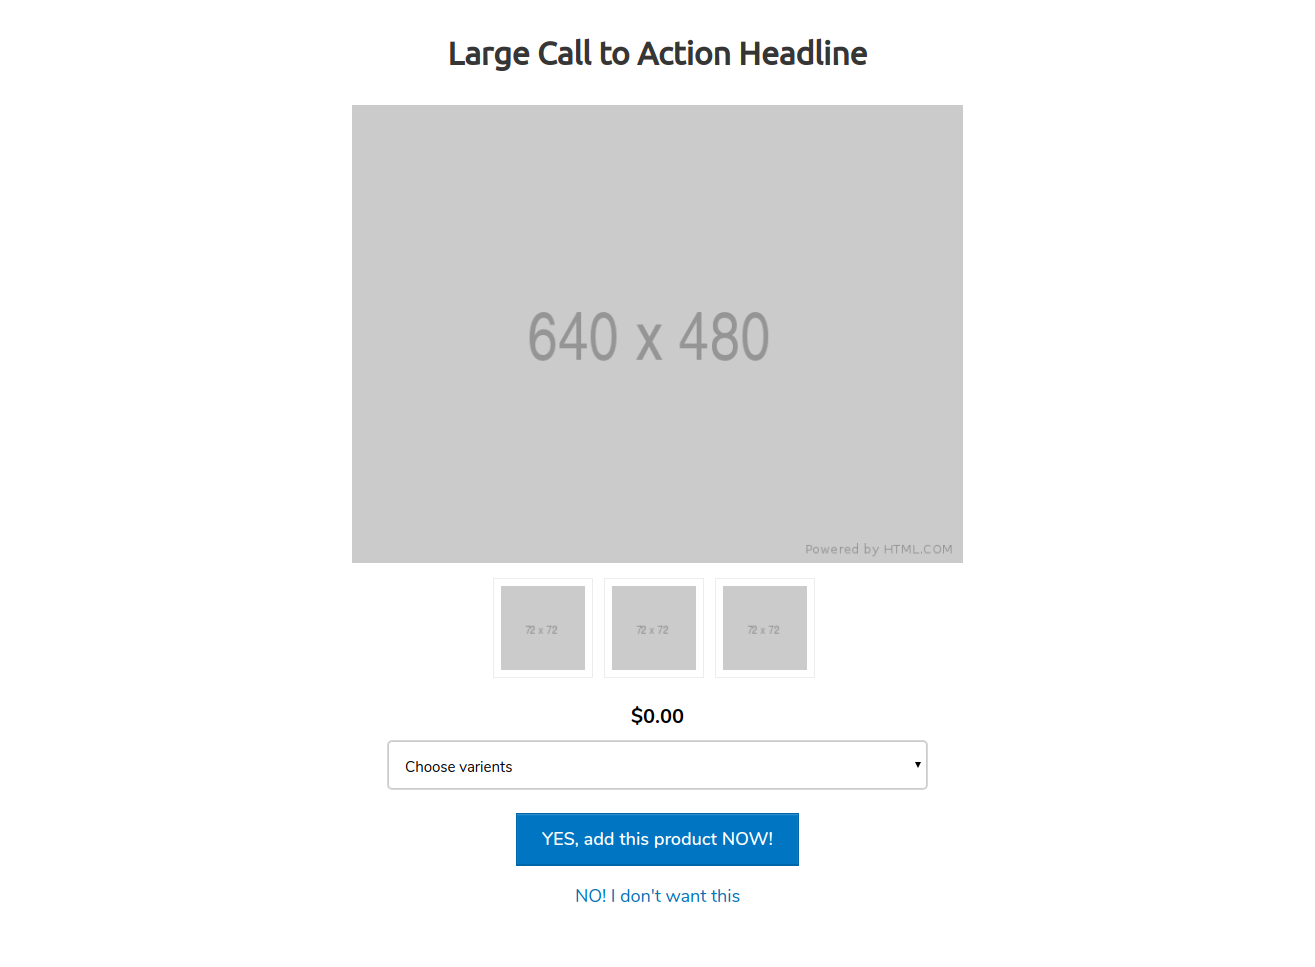 Large Call to Action Headline
640 x 480
Powered by HTML.COM
72 x 72
72 x 72
72 x 72
$0.00
Choose varients
YES, add this product NOW!
NO! I don't want this